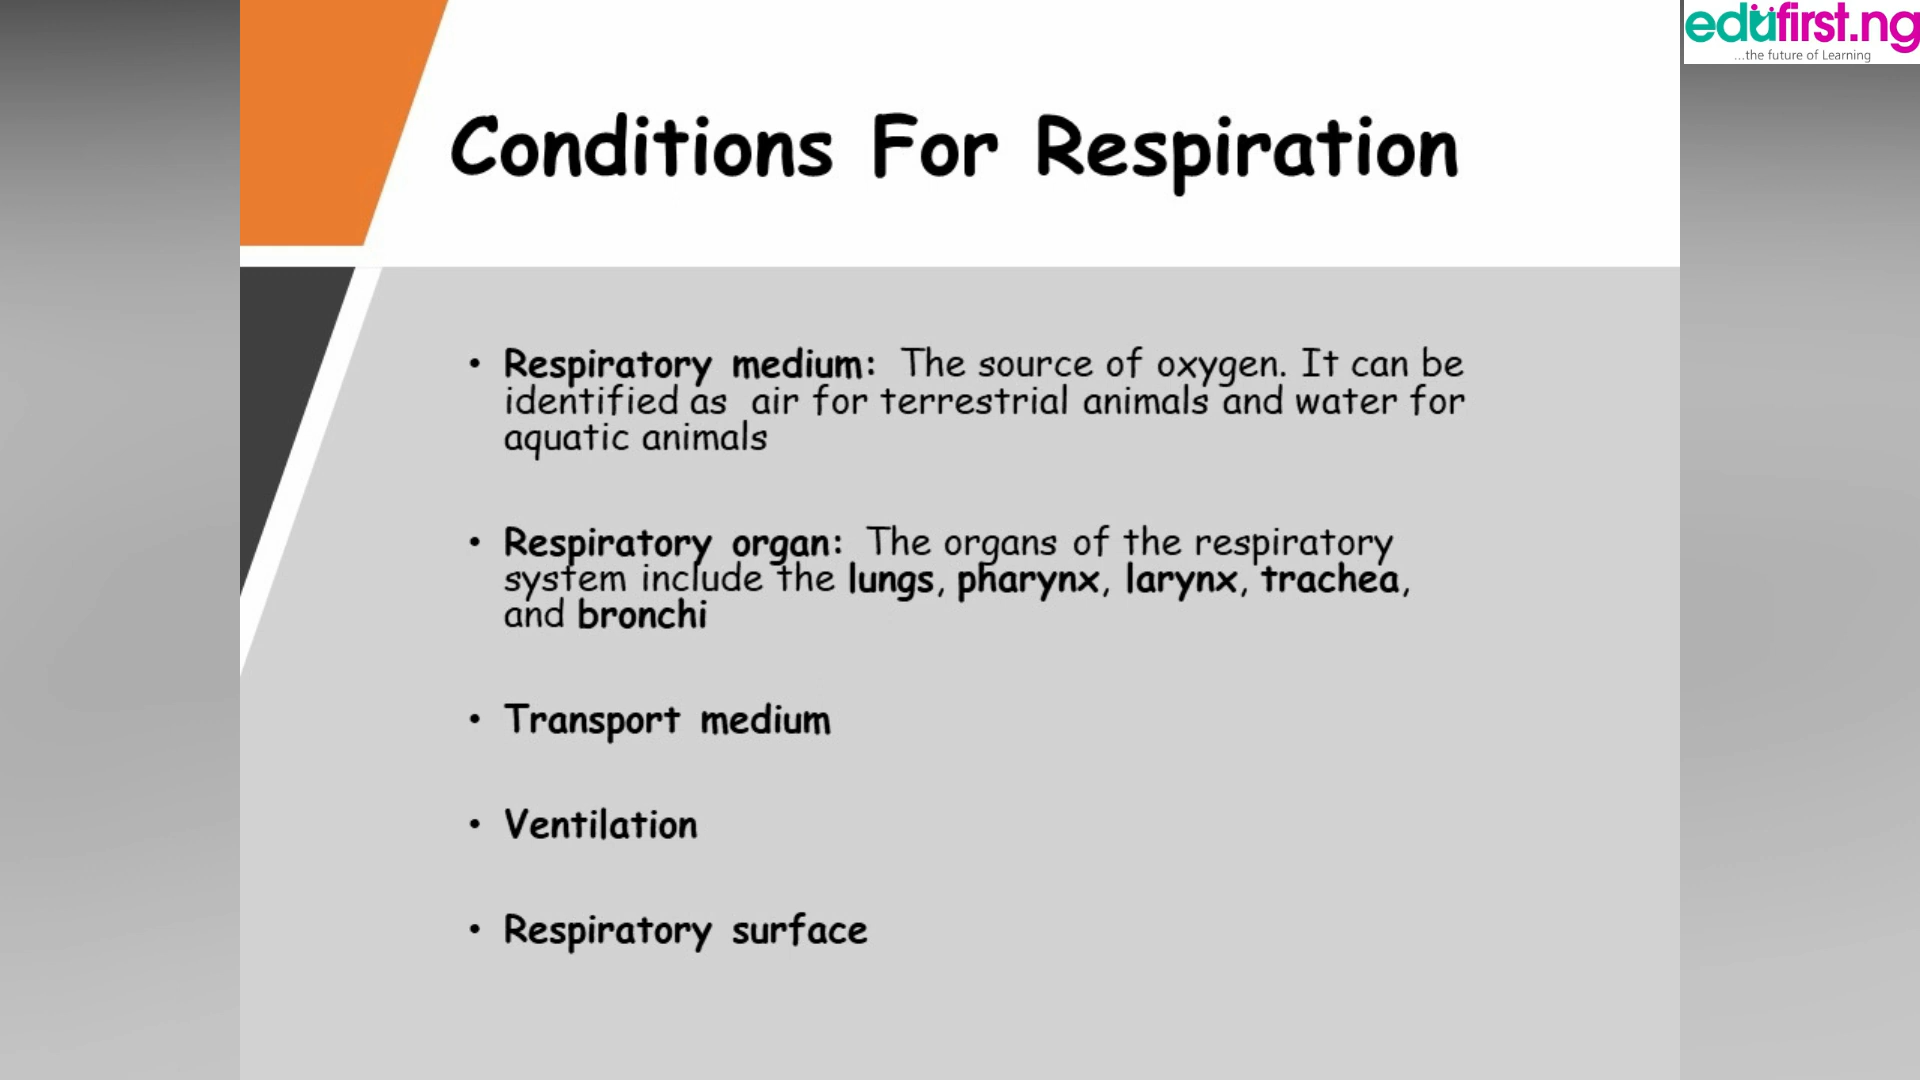 edufirst.ng
...the future of Learning
Conditions For Respiration
• Respiratory medium: The source of oxygen. It can be
identified as air for terrestrial animals and water for
aquatic animals
• Respiratory organ: The organs of the respiratory
system include the lungs, pharynx, larynx, trachea,
and bronchi
• Transport medium
• Ventilation
• Respiratory surface